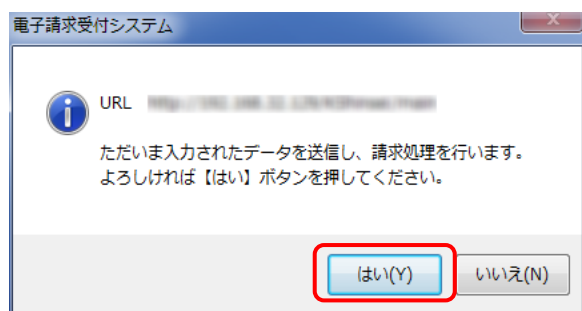 電子請求受付システム
URL
ただいま入力されたデータを送信し、請求処理を行います。
よろしければ【はい】ボタンを押してください。
はい(Y)
いいえ(N)